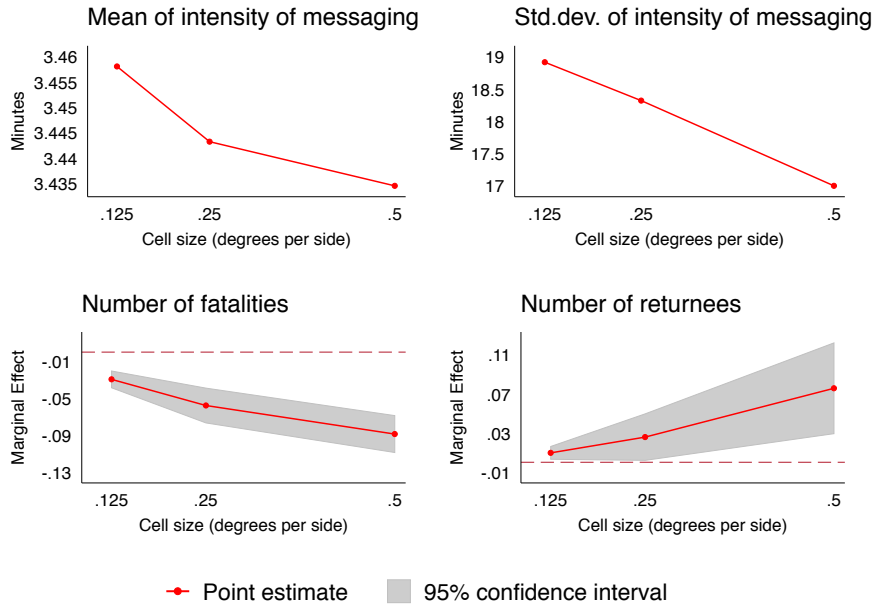 Mean of intensity of messaging
Minutes
3.46
3.455
3.45
3.445
3.44
3.435
.125
.25
.5
Cell size (degrees per side)
Std.dev. of intensity of messaging
Minutes
19
18.5
18
17.5
17
.125
.25
.5
Cell size (degrees per side)
Number of fatalities
Marginal Effect
-.01
-.05
-.09
-.13
.125
.25
.5
Cell size (degrees per side)
Number of returnees
Marginal Effect
.11
.07
.03
-.01
.125
.25
.5
Cell size (degrees per side)
Point estimate
95% confidence interval